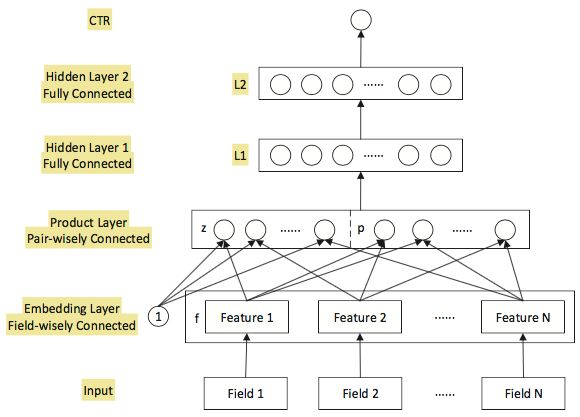 CTR
Hidden Layer 2
Fully Connected
L2
......
Hidden Layer 1
Fully Connected
L1
......
Product Layer
Pair-wisely Connected
z
......
p
......
Embedding Layer
Field-wisely Connected
1
f
Feature 1
Feature 2
......
Feature N
Input
Field 1
Field 2
......
Field N